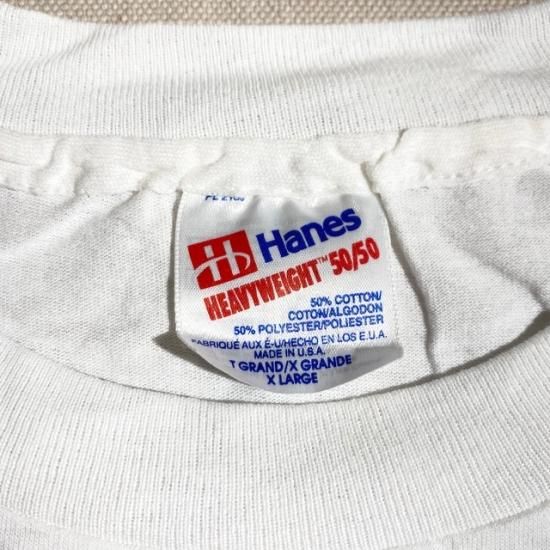 Hanes
HEAVYWEIGHT™ 50/50
50% COTTON/
COTON/ALGODON
50% POLYESTER/POLIESTER
FABRIQUÉ AUX É-U/HECHO EN LOS E.U.A.
MADE IN U.S.A.
T GRAND/X GRANDE
X LARGE